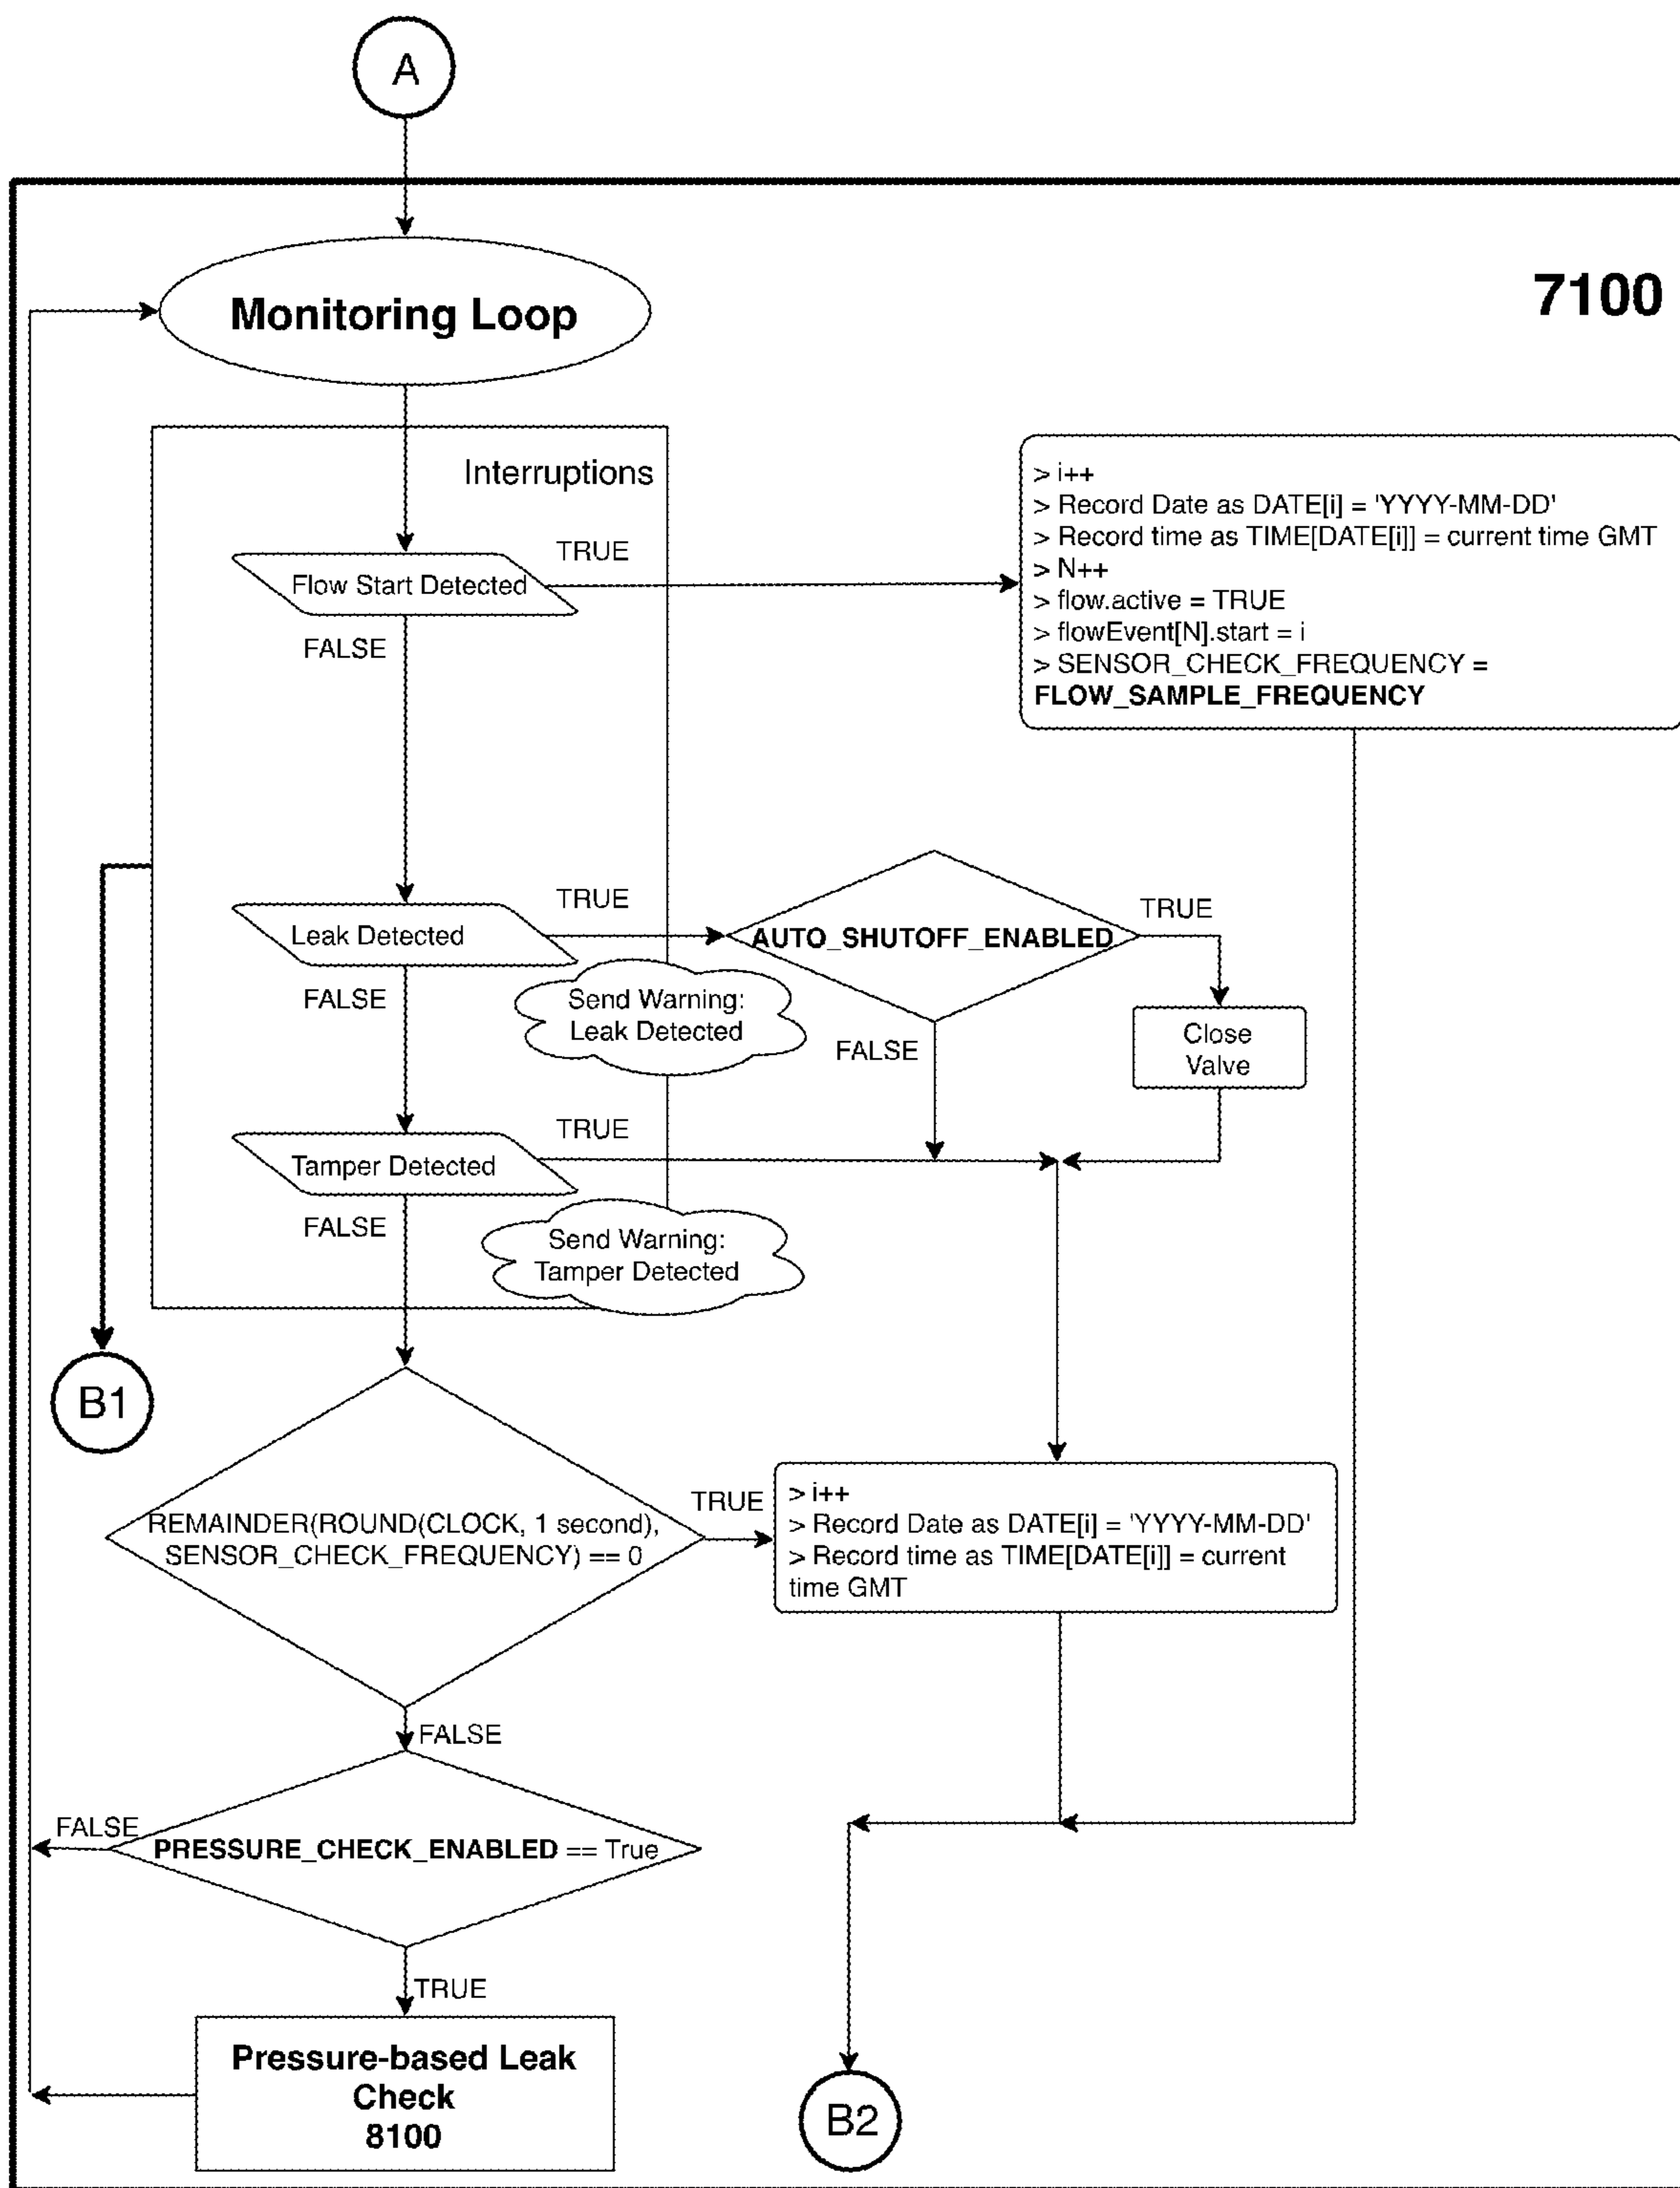 A
7100
Monitoring Loop
Interruptions
Flow Start Detected
TRUE
FALSE
> i++
> Record Date as DATE[i] = 'YYYY-MM-DD'
> Record time as TIME[DATE[i]] = current time GMT
> N++
> flow.active = TRUE
> flowEvent[N].start = i
> SENSOR_CHECK_FREQUENCY =
FLOW_SAMPLE_FREQUENCY
Leak Detected
TRUE
FALSE
Send Warning:
Leak Detected
AUTO_SHUTOFF_ENABLED
TRUE
FALSE
Close
Valve
Tamper Detected
TRUE
FALSE
Send Warning:
Tamper Detected
B1
REMAINDER(ROUND(CLOCK, 1 second),
SENSOR_CHECK_FREQUENCY) == 0
TRUE
FALSE
> i++
> Record Date as DATE[i] = 'YYYY-MM-DD'
> Record time as TIME[DATE[i]] = current
time GMT
PRESSURE_CHECK_ENABLED == True
FALSE
TRUE
Pressure-based Leak
Check
8100
B2